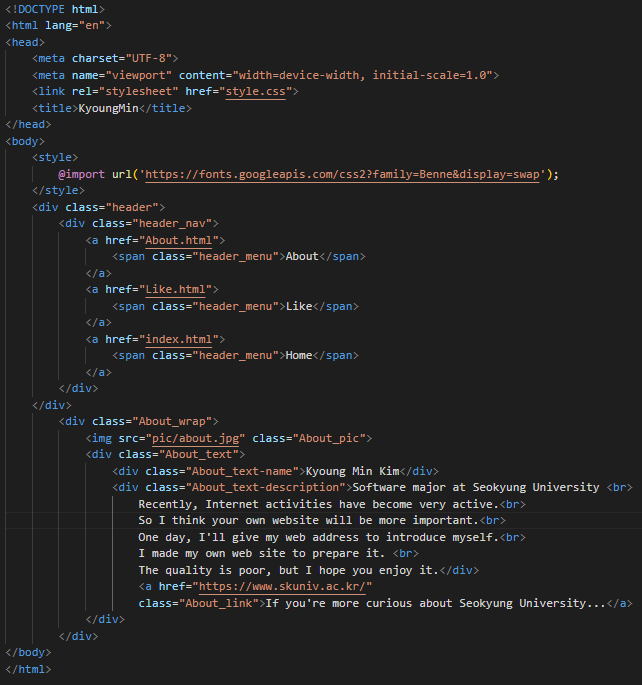 <!DOCTYPE html>
<html lang="en">
<head>
    <meta charset="UTF-8">
    <meta name="viewport" content="width=device-width, initial-scale=1.0">
    <link rel="stylesheet" href="style.css">
    <title>KyoungMin</title>
</head>
<body>
    <style>
        @import url('https://fonts.googleapis.com/css2?family=Benne&display=swap');
    </style>
    <div class="header">
        <div class="header_nav">
            <a href="About.html">
                <span class="header_menu">About</span>
            </a>
            <a href="Like.html">
                <span class="header_menu">Like</span>
            </a>
            <a href="index.html">
                <span class="header_menu">Home</span>
            </a>
        </div>
    </div>
        <div class="About_wrap">
            <img src="pic/about.jpg" class="About_pic">
            <div class="About_text">
                <div class="About_text-name">Kyoung Min Kim</div>
                <div class="About_text-description">Software major at Seokyung University <br>
                    Recently, Internet activities have become very active.<br>
                    So I think your own website will be more important.<br>
                    One day, I'll give my web address to introduce myself.<br>
                    I made my own web site to prepare it. <br>
                    The quality is poor, but I hope you enjoy it.</div>
                    <a href="https://www.skuniv.ac.kr/"
                    class="About_link">If you're more curious about Seokyung University...</a>
            </div>
        </div>
</body>
</html>